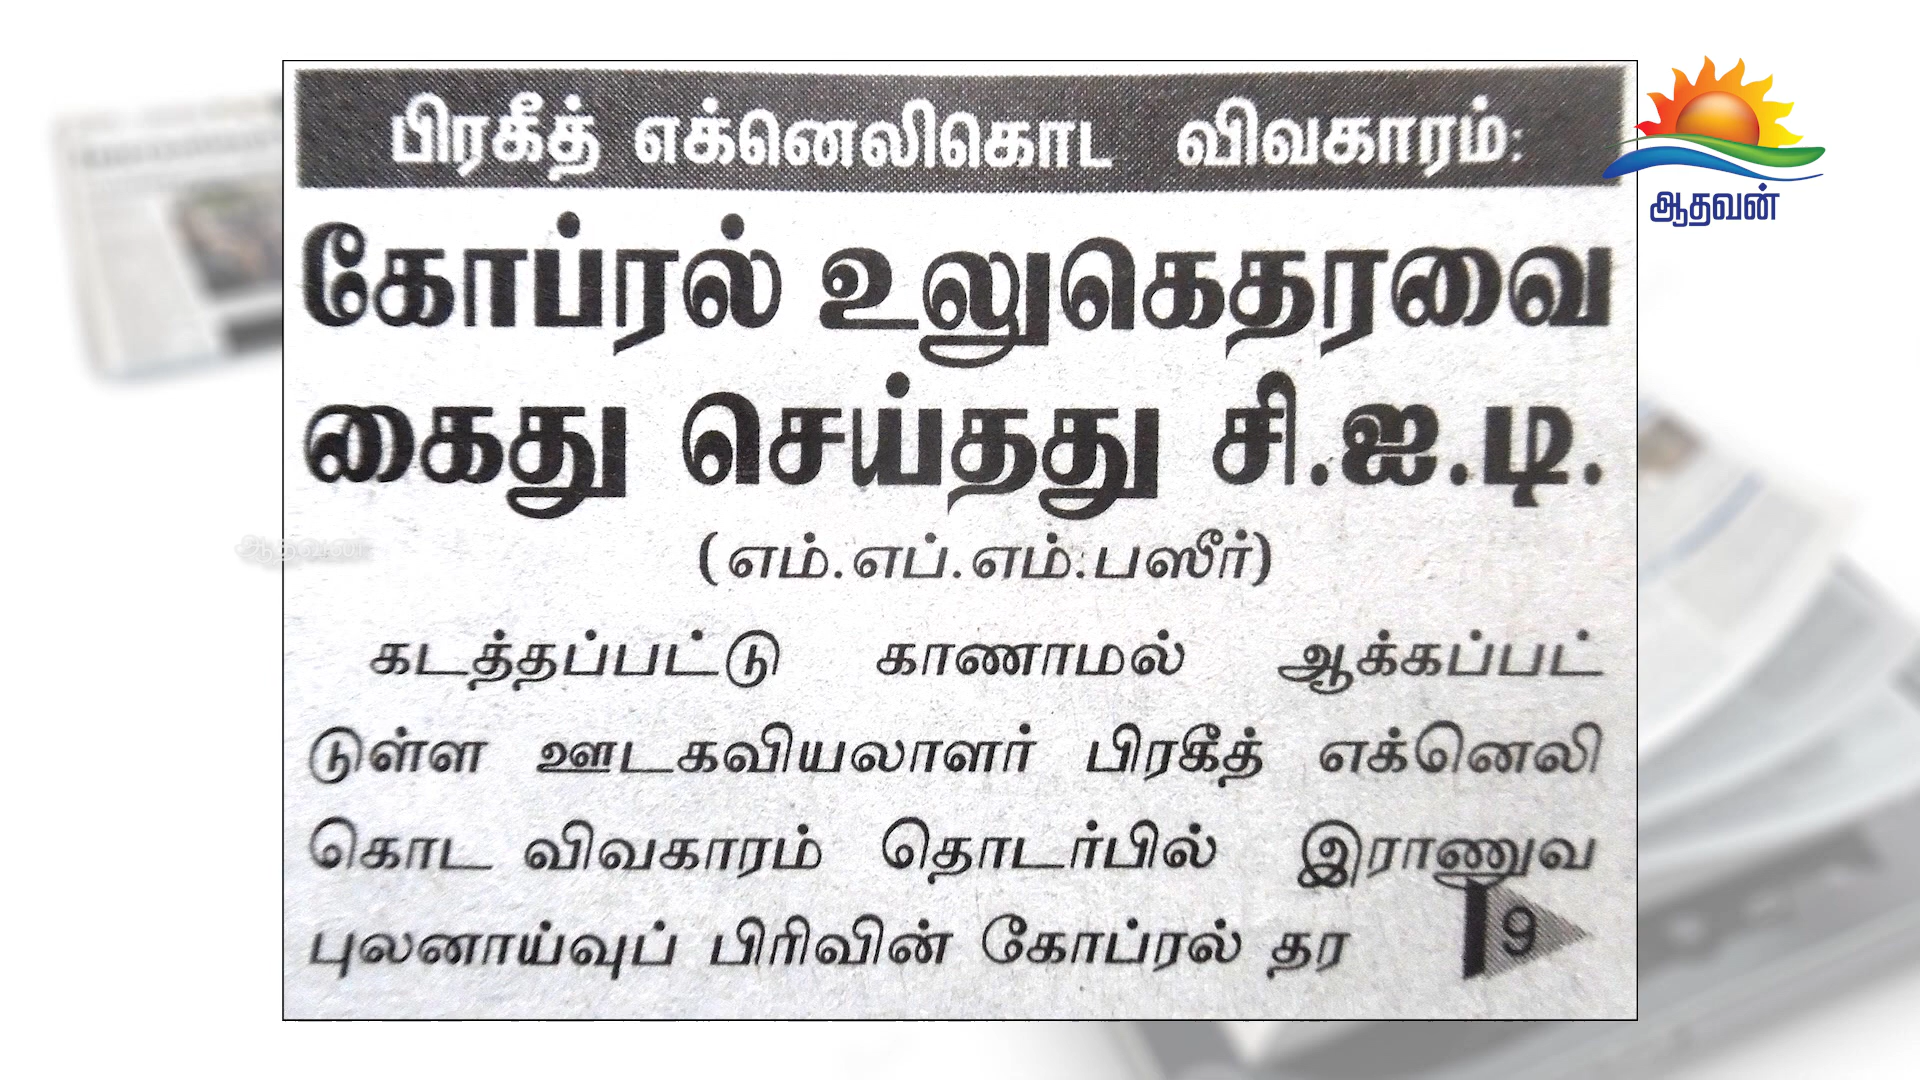 பிரகீத் எக்னெலிகொட விவகாரம்:
ஆதவன்
கோப்ரல் உலுகெதரவை
கைது செய்தது சி.ஐ.டி.
(எம்.எப்.எம்.பஸீர்)
ஆதவன்
கடத்தப்பட்டு காணாமல் ஆக்கப்பட்
டுள்ள ஊடகவியலாளர் பிரகீத் எக்னெலி
கொட விவகாரம் தொடர்பில் இராணுவ
புலனாய்வுப் பிரிவின் கோப்ரல் தர
9